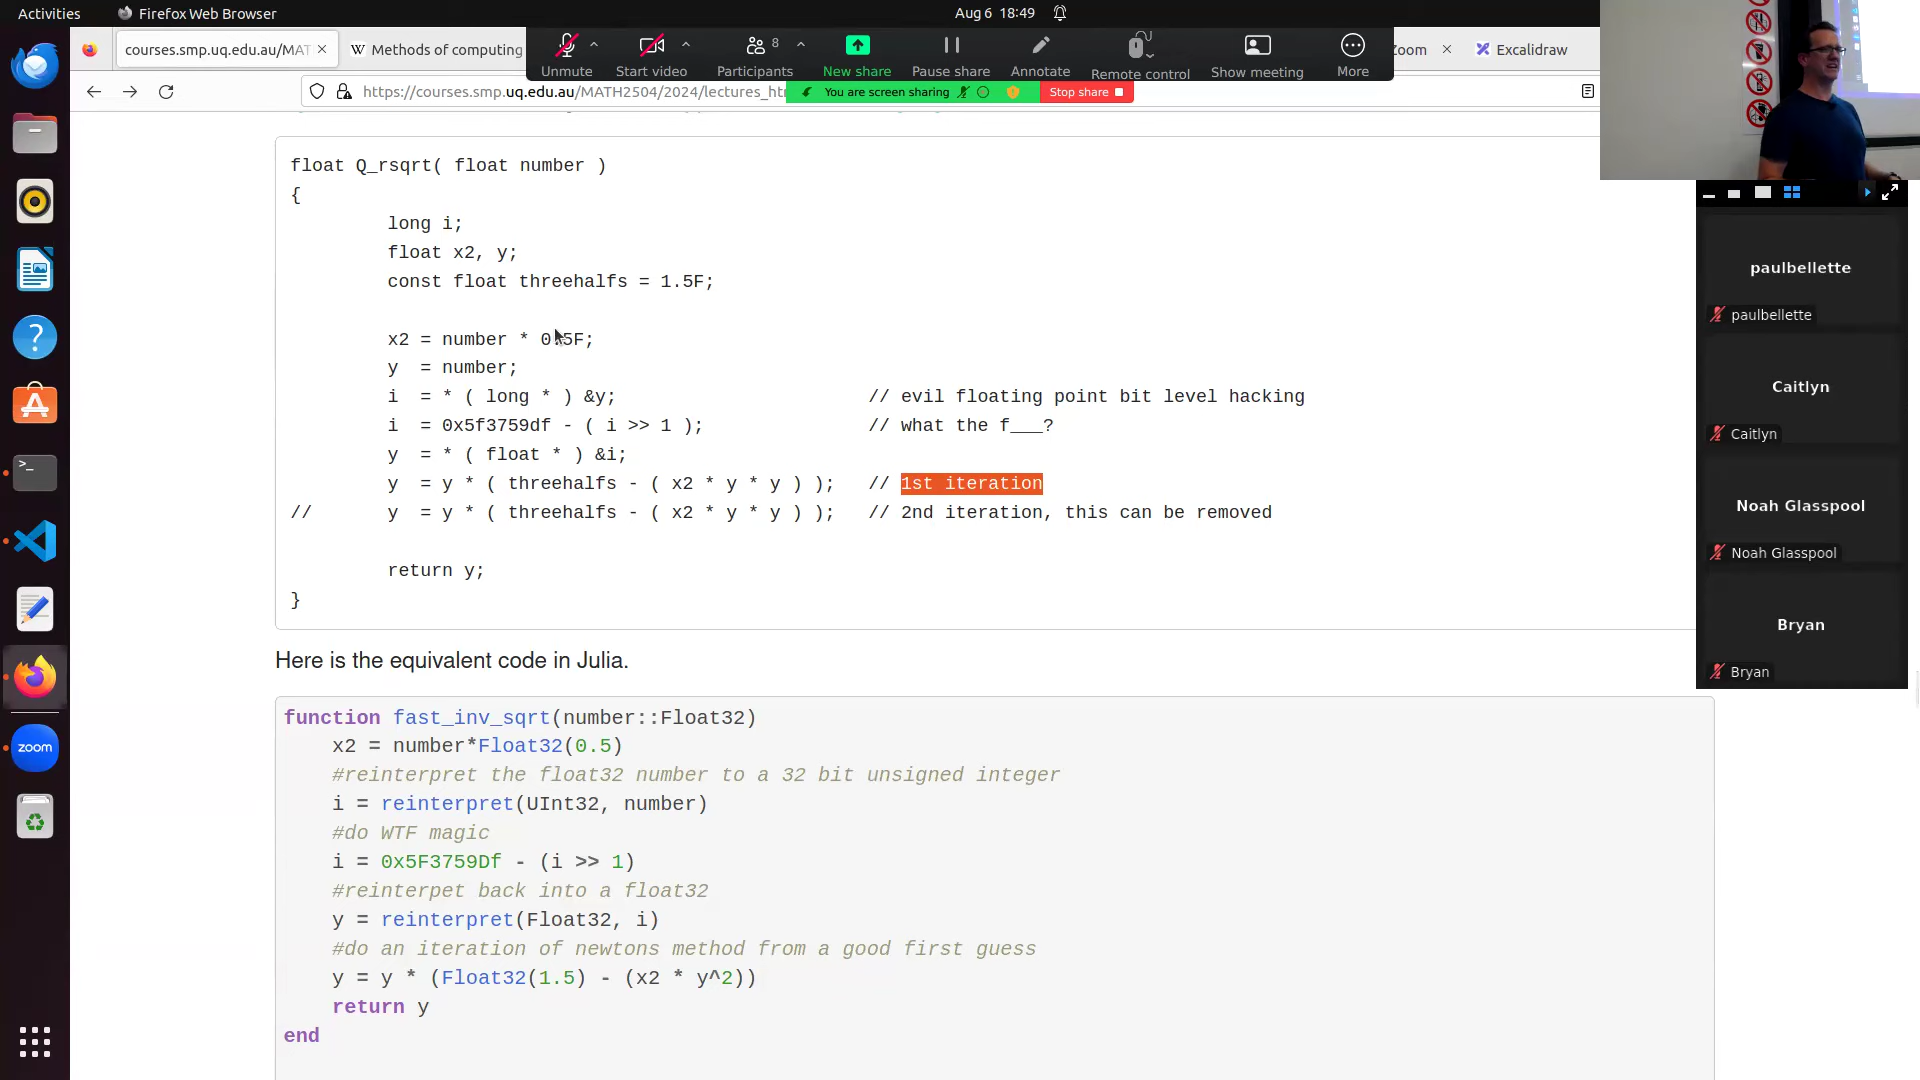 Activities
Firefox Web Browser
Aug 6 18:49
courses.smp.uq.edu.au/MAT
Methods of computing
Zoom
Excalidraw
Unmute
Start video
Participants
8
New share
Pause share
Annotate
Remote control
Show meeting
More
https://courses.smp.uq.edu.au/MATH2504/2024/lectures_ht
You are screen sharing
Stop share
float Q_rsqrt( float number )
{
long i;
float x2, y;
const float threehalfs = 1.5F;
x2 = number * 0.5F;
y = number;
i = * ( long * ) &y; // evil floating point bit level hacking
i = 0x5f3759df - ( i >> 1 ); // what the f___?
y = * ( float * ) &i;
y = y * ( threehalfs - ( x2 * y * y ) ); // 1st iteration
// y = y * ( threehalfs - ( x2 * y * y ) ); // 2nd iteration, this can be removed
return y;
}
Here is the equivalent code in Julia.
function fast_inv_sqrt(number::Float32)
x2 = number*Float32(0.5)
#reinterpret the float32 number to a 32 bit unsigned integer
i = reinterpret(UInt32, number)
#do WTF magic
i = 0x5F3759Df - (i >> 1)
#reinterpet back into a float32
y = reinterpret(Float32, i)
#do an iteration of newtons method from a good first guess
y = y * (Float32(1.5) - (x2 * y^2))
return y
end
paulbellette
paulbellette
Caitlyn
Caitlyn
Noah Glasspool
Noah Glasspool
Bryan
Bryan
zoom